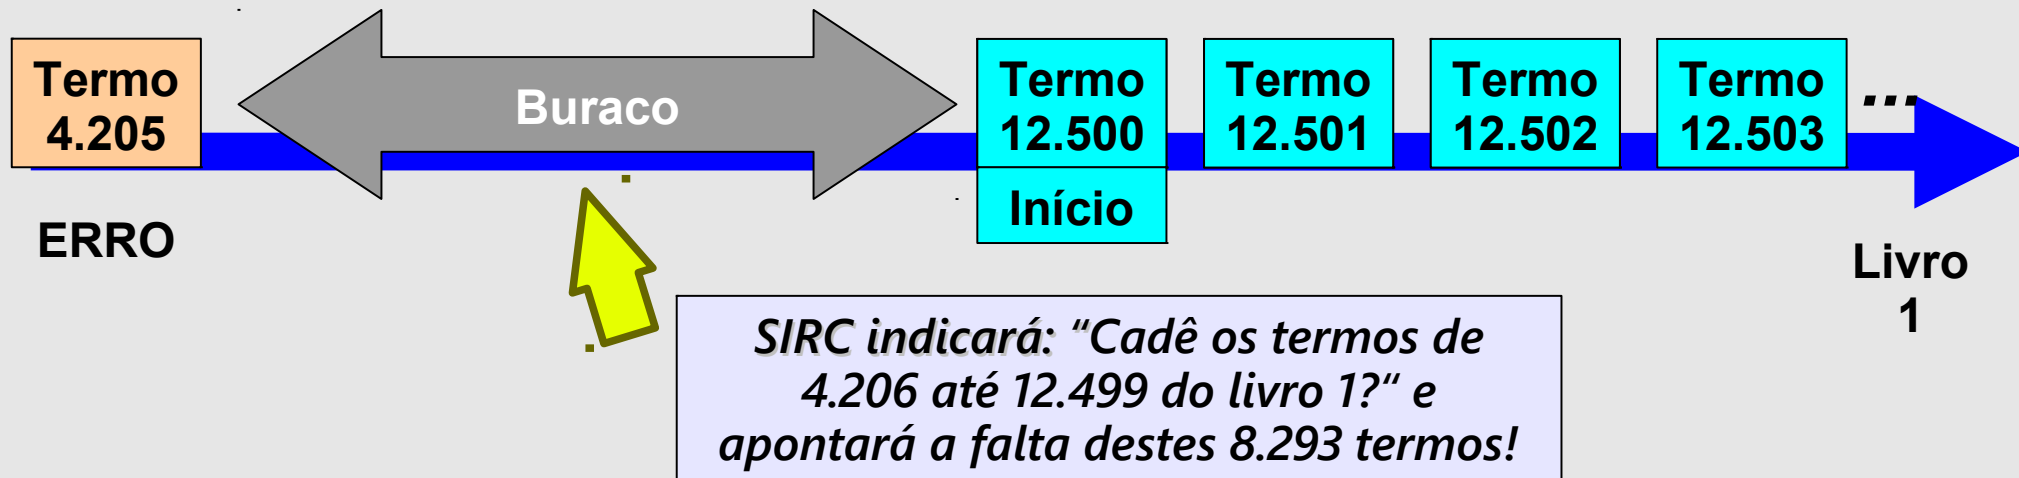 Termo
4.205
Buraco
Termo
12.500
Início
Termo
12.501
Termo
12.502
Termo
12.503
...
ERRO
Livro
1
SIRC indicará: “Cadê os termos de
4.206 até 12.499 do livro 1?“ e
apontará a falta destes 8.293 termos!